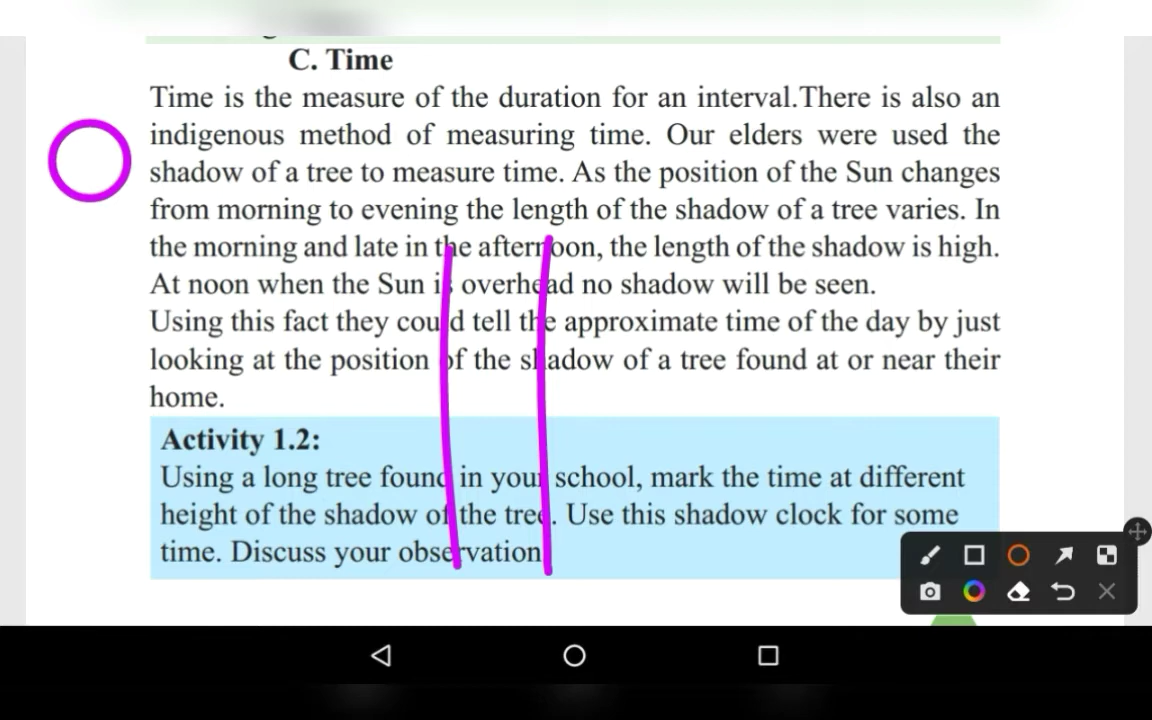 C. Time
Time is the measure of the duration for an interval.There is also an
indigenous method of measuring time. Our elders were used the
shadow of a tree to measure time. As the position of the Sun changes
from morning to evening the length of the shadow of a tree varies. In
the morning and late in the afternoon, the length of the shadow is high.
At noon when the Sun is overhead no shadow will be seen.
Using this fact they could tell the approximate time of the day by just
looking at the position of the shadow of a tree found at or near their
home.
Activity 1.2:
Using a long tree found in your school, mark the time at different
height of the shadow of the tree. Use this shadow clock for some
time. Discuss your observation